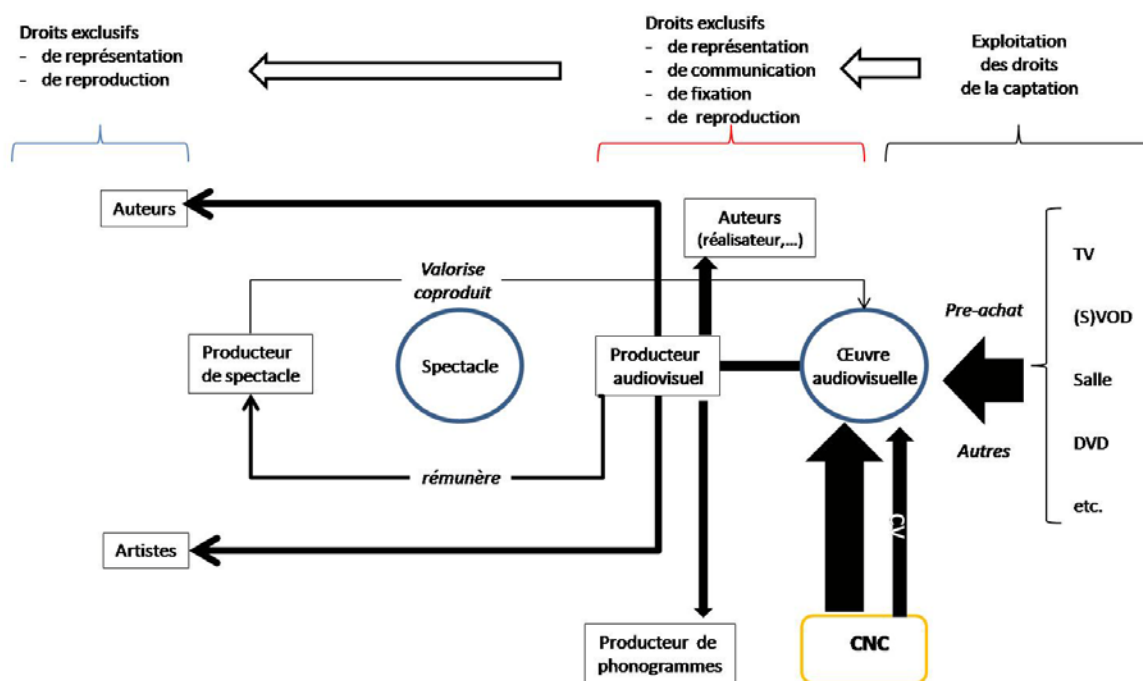 Droits exclusifs
- de représentation
- de reproduction
Droits exclusifs
- de représentation
- de communication
- de fixation
- de reproduction
Exploitation
des droits
de la captation
Auteurs
Auteurs
(réalisateur,...)
TV
Valorise
coproduit
Pre-achat
(S)VOD
Producteur
de spectacle
Spectacle
Producteur
audiovisuel
Œuvre
audiovisuelle
Salle
Autres
DVD
rémunère
etc.
CV
Artistes
Producteur de
phonogrammes
CNC